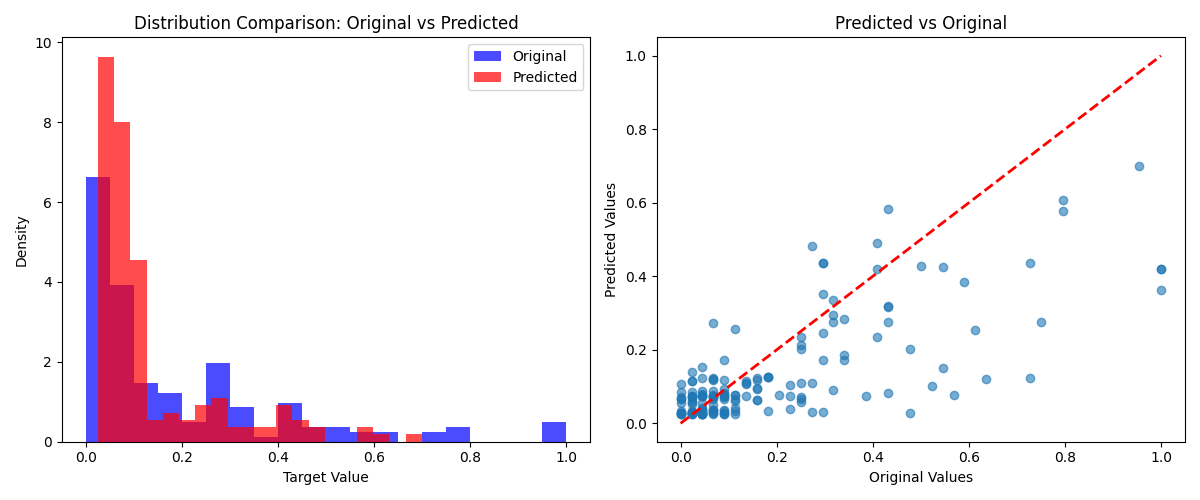 Distribution Comparison: Original vs Predicted
10
8
6
4
2
0
Density
0.0 0.2 0.4 0.6 0.8 1.0
Target Value
Original
Predicted
Predicted vs Original
1.0
0.8
0.6
0.4
0.2
0.0
Predicted Values
0.0 0.2 0.4 0.6 0.8 1.0
Original Values